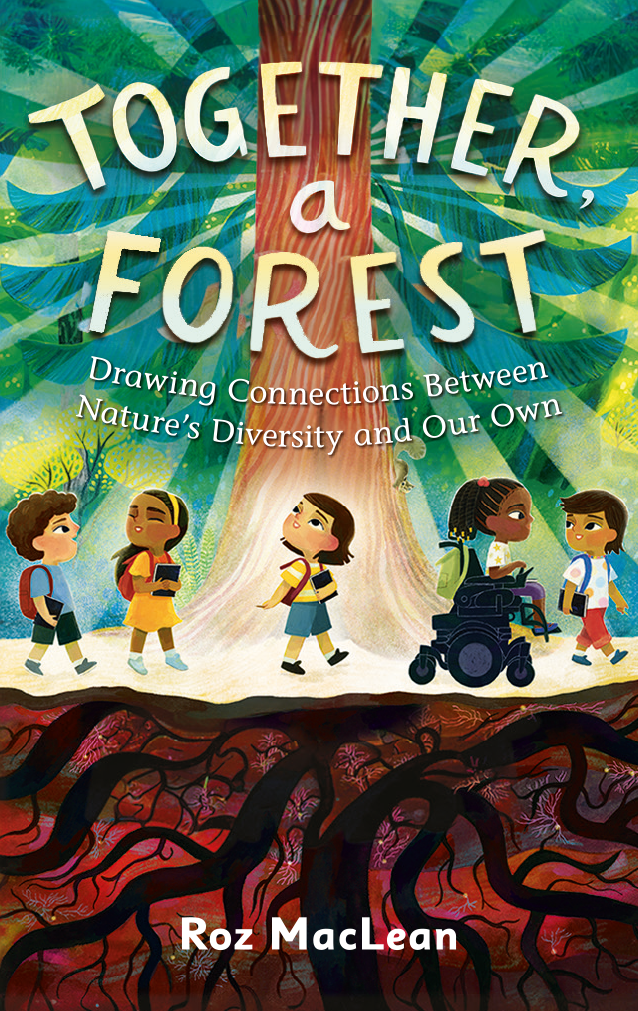 TOGETHER,
a
FOREST
Drawing Connections Between
Nature's Diversity and Our Own
Roz MacLean